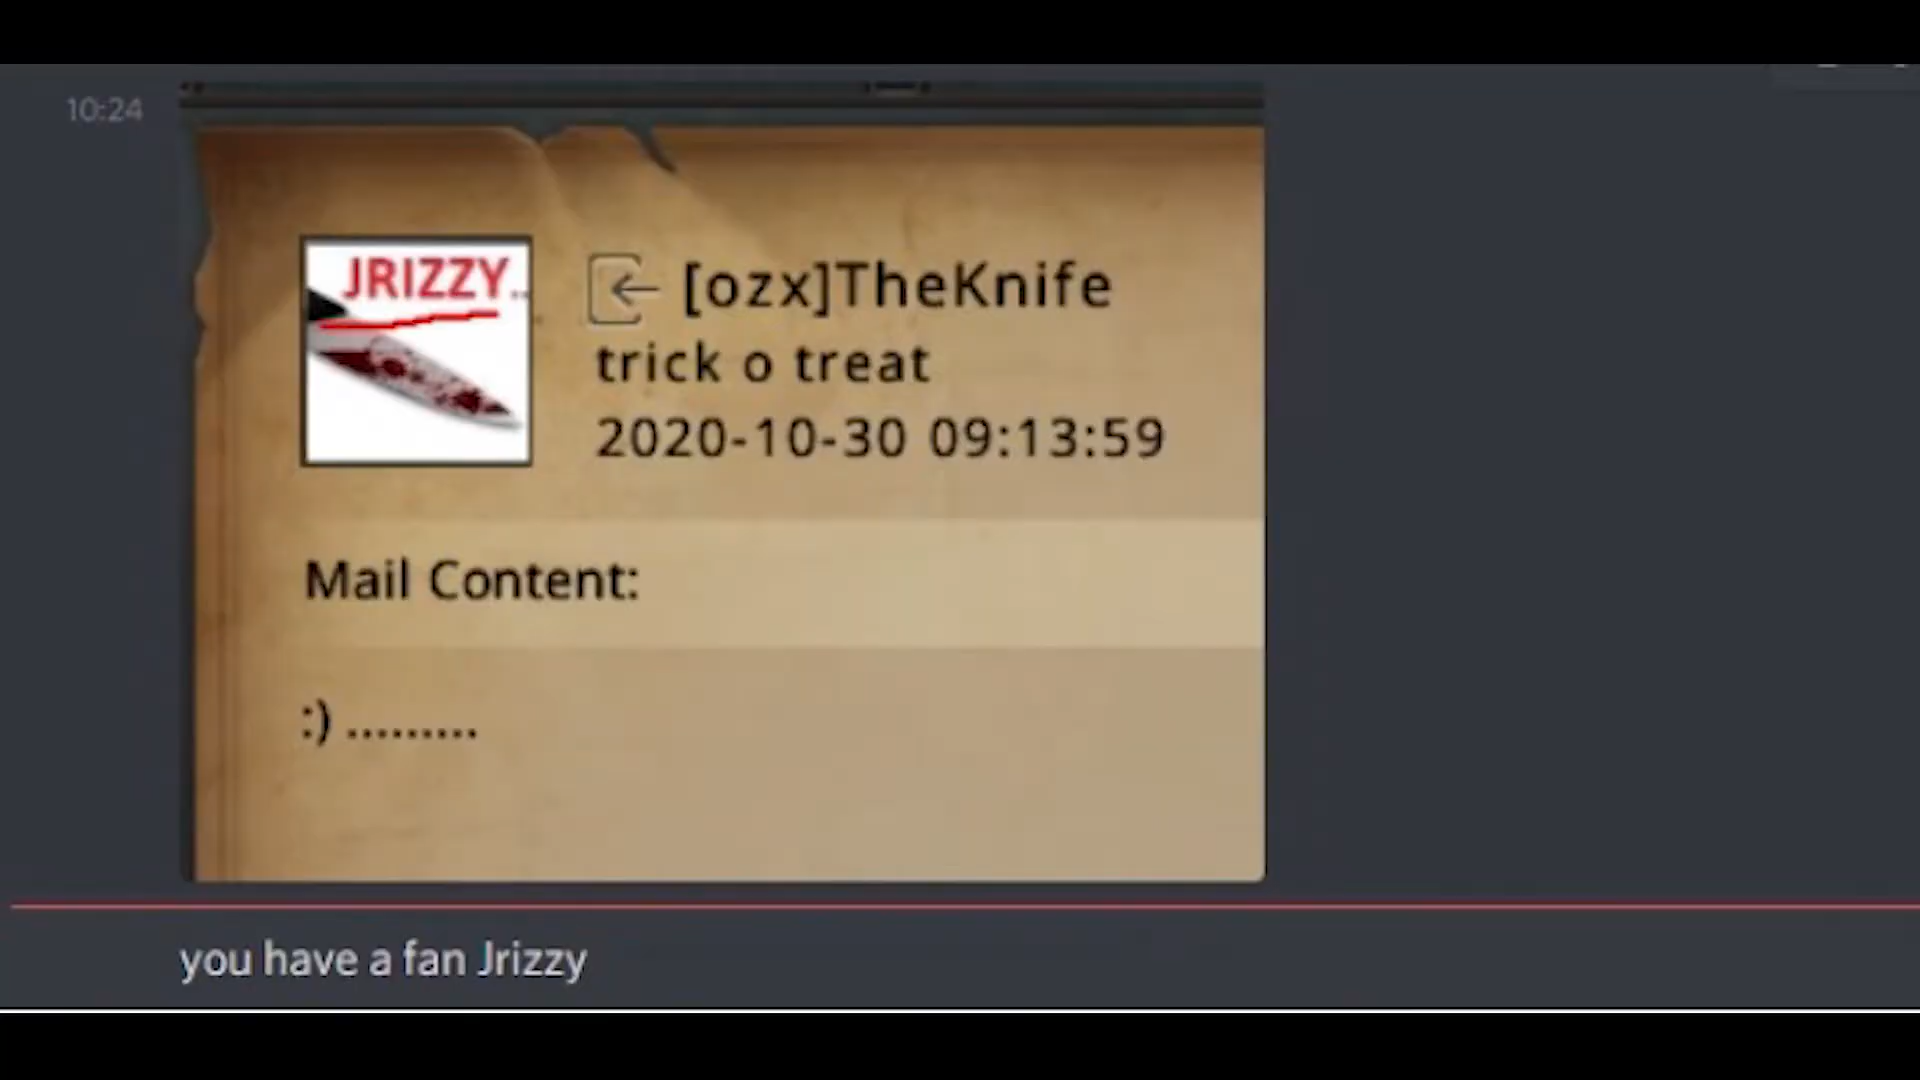 10:24
JRIZZY..
[ozx]TheKnife
trick o treat
2020-10-30 09:13:59
Mail Content:
:) .........
you have a fan Jrizzy